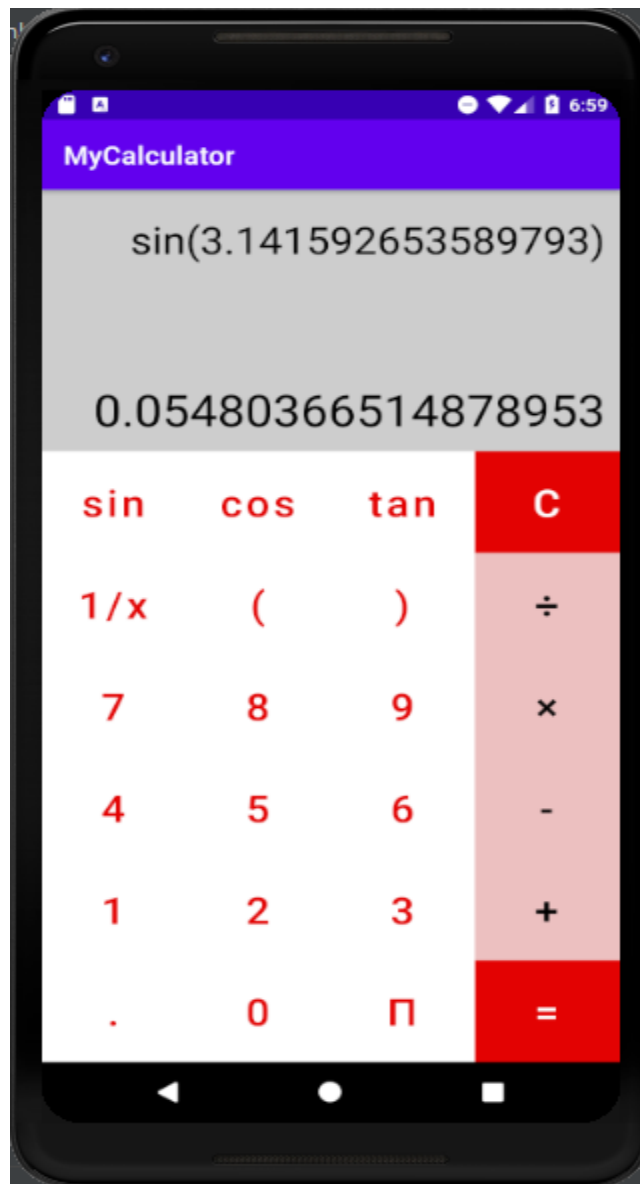 6:59
MyCalculator
sin(3.141592653589793)
0.05480366514878953
sin cos tan C
1/x ( ) ÷
7 8 9 ×
4 5 6 -
1 2 3 +
. 0 П =